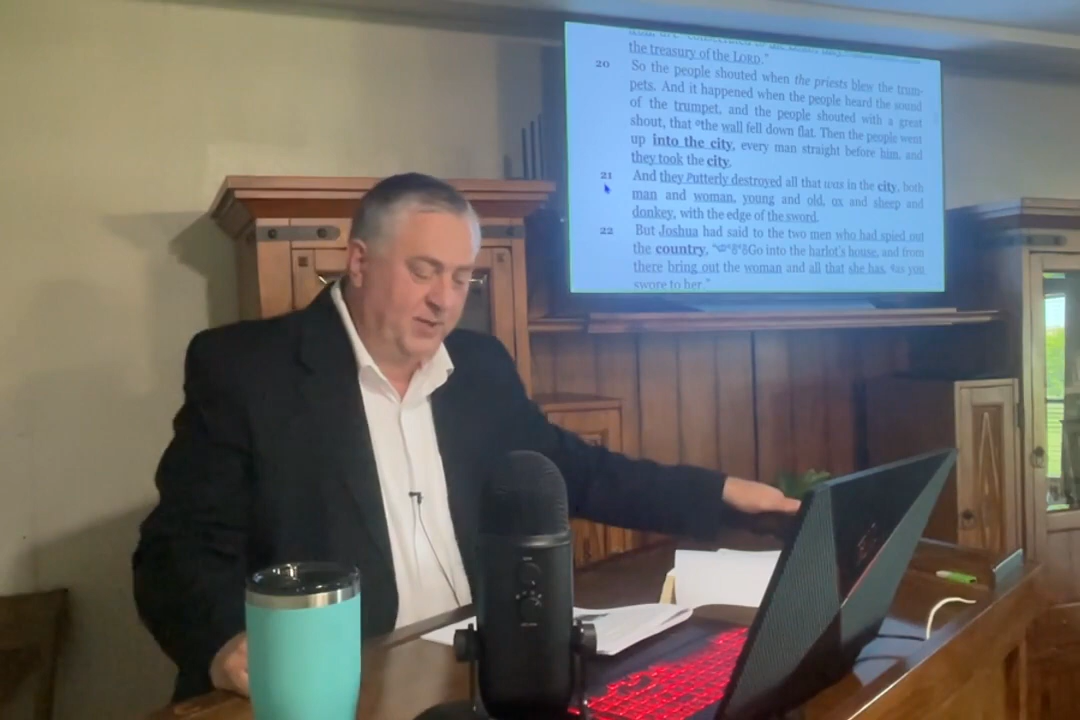 the treasury of the LORD."
20 So the people shouted when the priests blew the trum-
pets. And it happened when the people heard the sound
of the trumpet, and the people shouted with a great
shout, that the wall fell down flat. Then the people went
up into the city, every man straight before him, and
they took the city.
21 And they utterly destroyed all that was in the city, both
man and woman, young and old, ox and sheep and
donkey, with the edge of the sword.
22 But Joshua had said to the two men who had spied out
the country, "Go into the harlot's house, and from
there bring out the woman and all that she has, as you
swore to her."